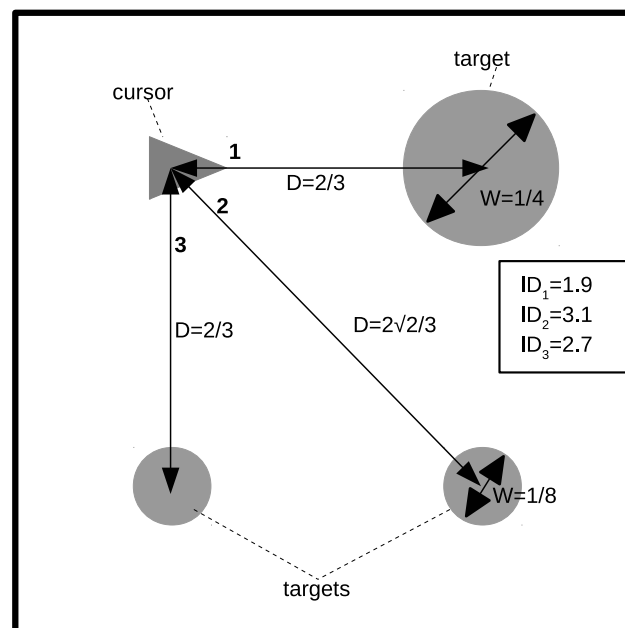 target
cursor
1
D=2/3
2
W=1/4
3
ID₁=1.9
ID₂=3.1
ID₃=2.7
D=2/3
D=2√2/3
W=1/8
targets